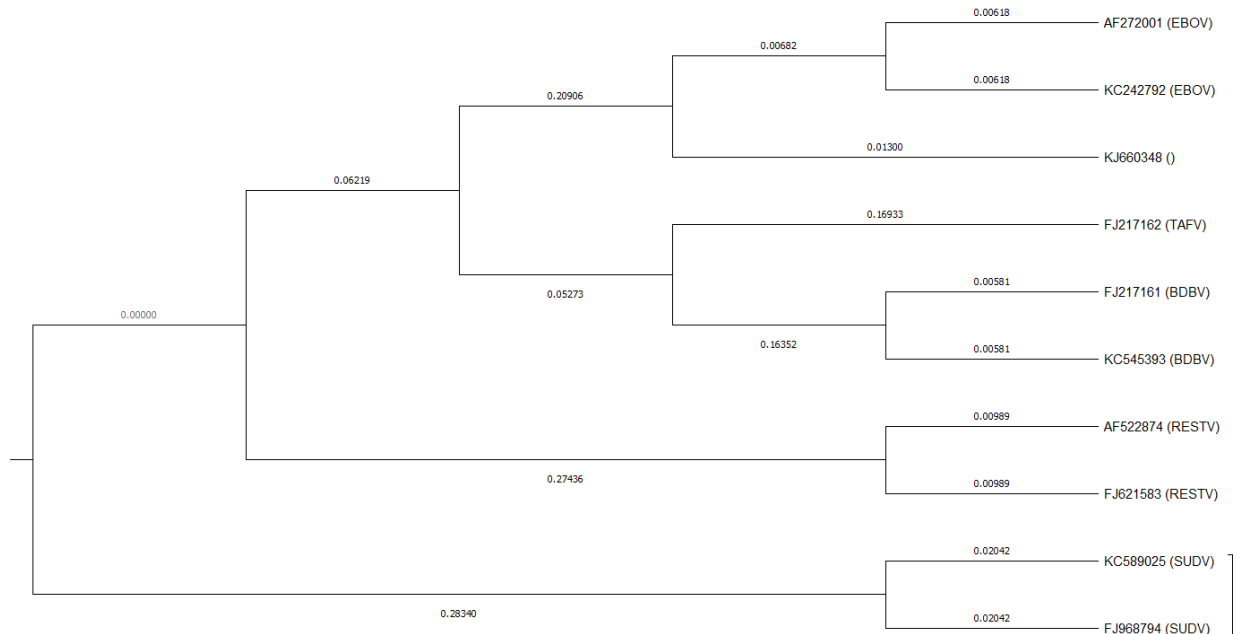 0.00618
AF272001 (EBOV)
0.00682
0.00618
KC242792 (EBOV)
0.20906
0.01300
KJ660348 ()
0.06219
0.16933
FJ217162 (TAFV)
0.05273
0.00581
FJ217161 (BDBV)
0.00000
0.16352
0.00581
KC545393 (BDBV)
0.00989
AF522874 (RESTV)
0.27436
0.00989
FJ621583 (RESTV)
0.02042
KC589025 (SUDV)
0.28340
0.02042
FJ968794 (SUDV)